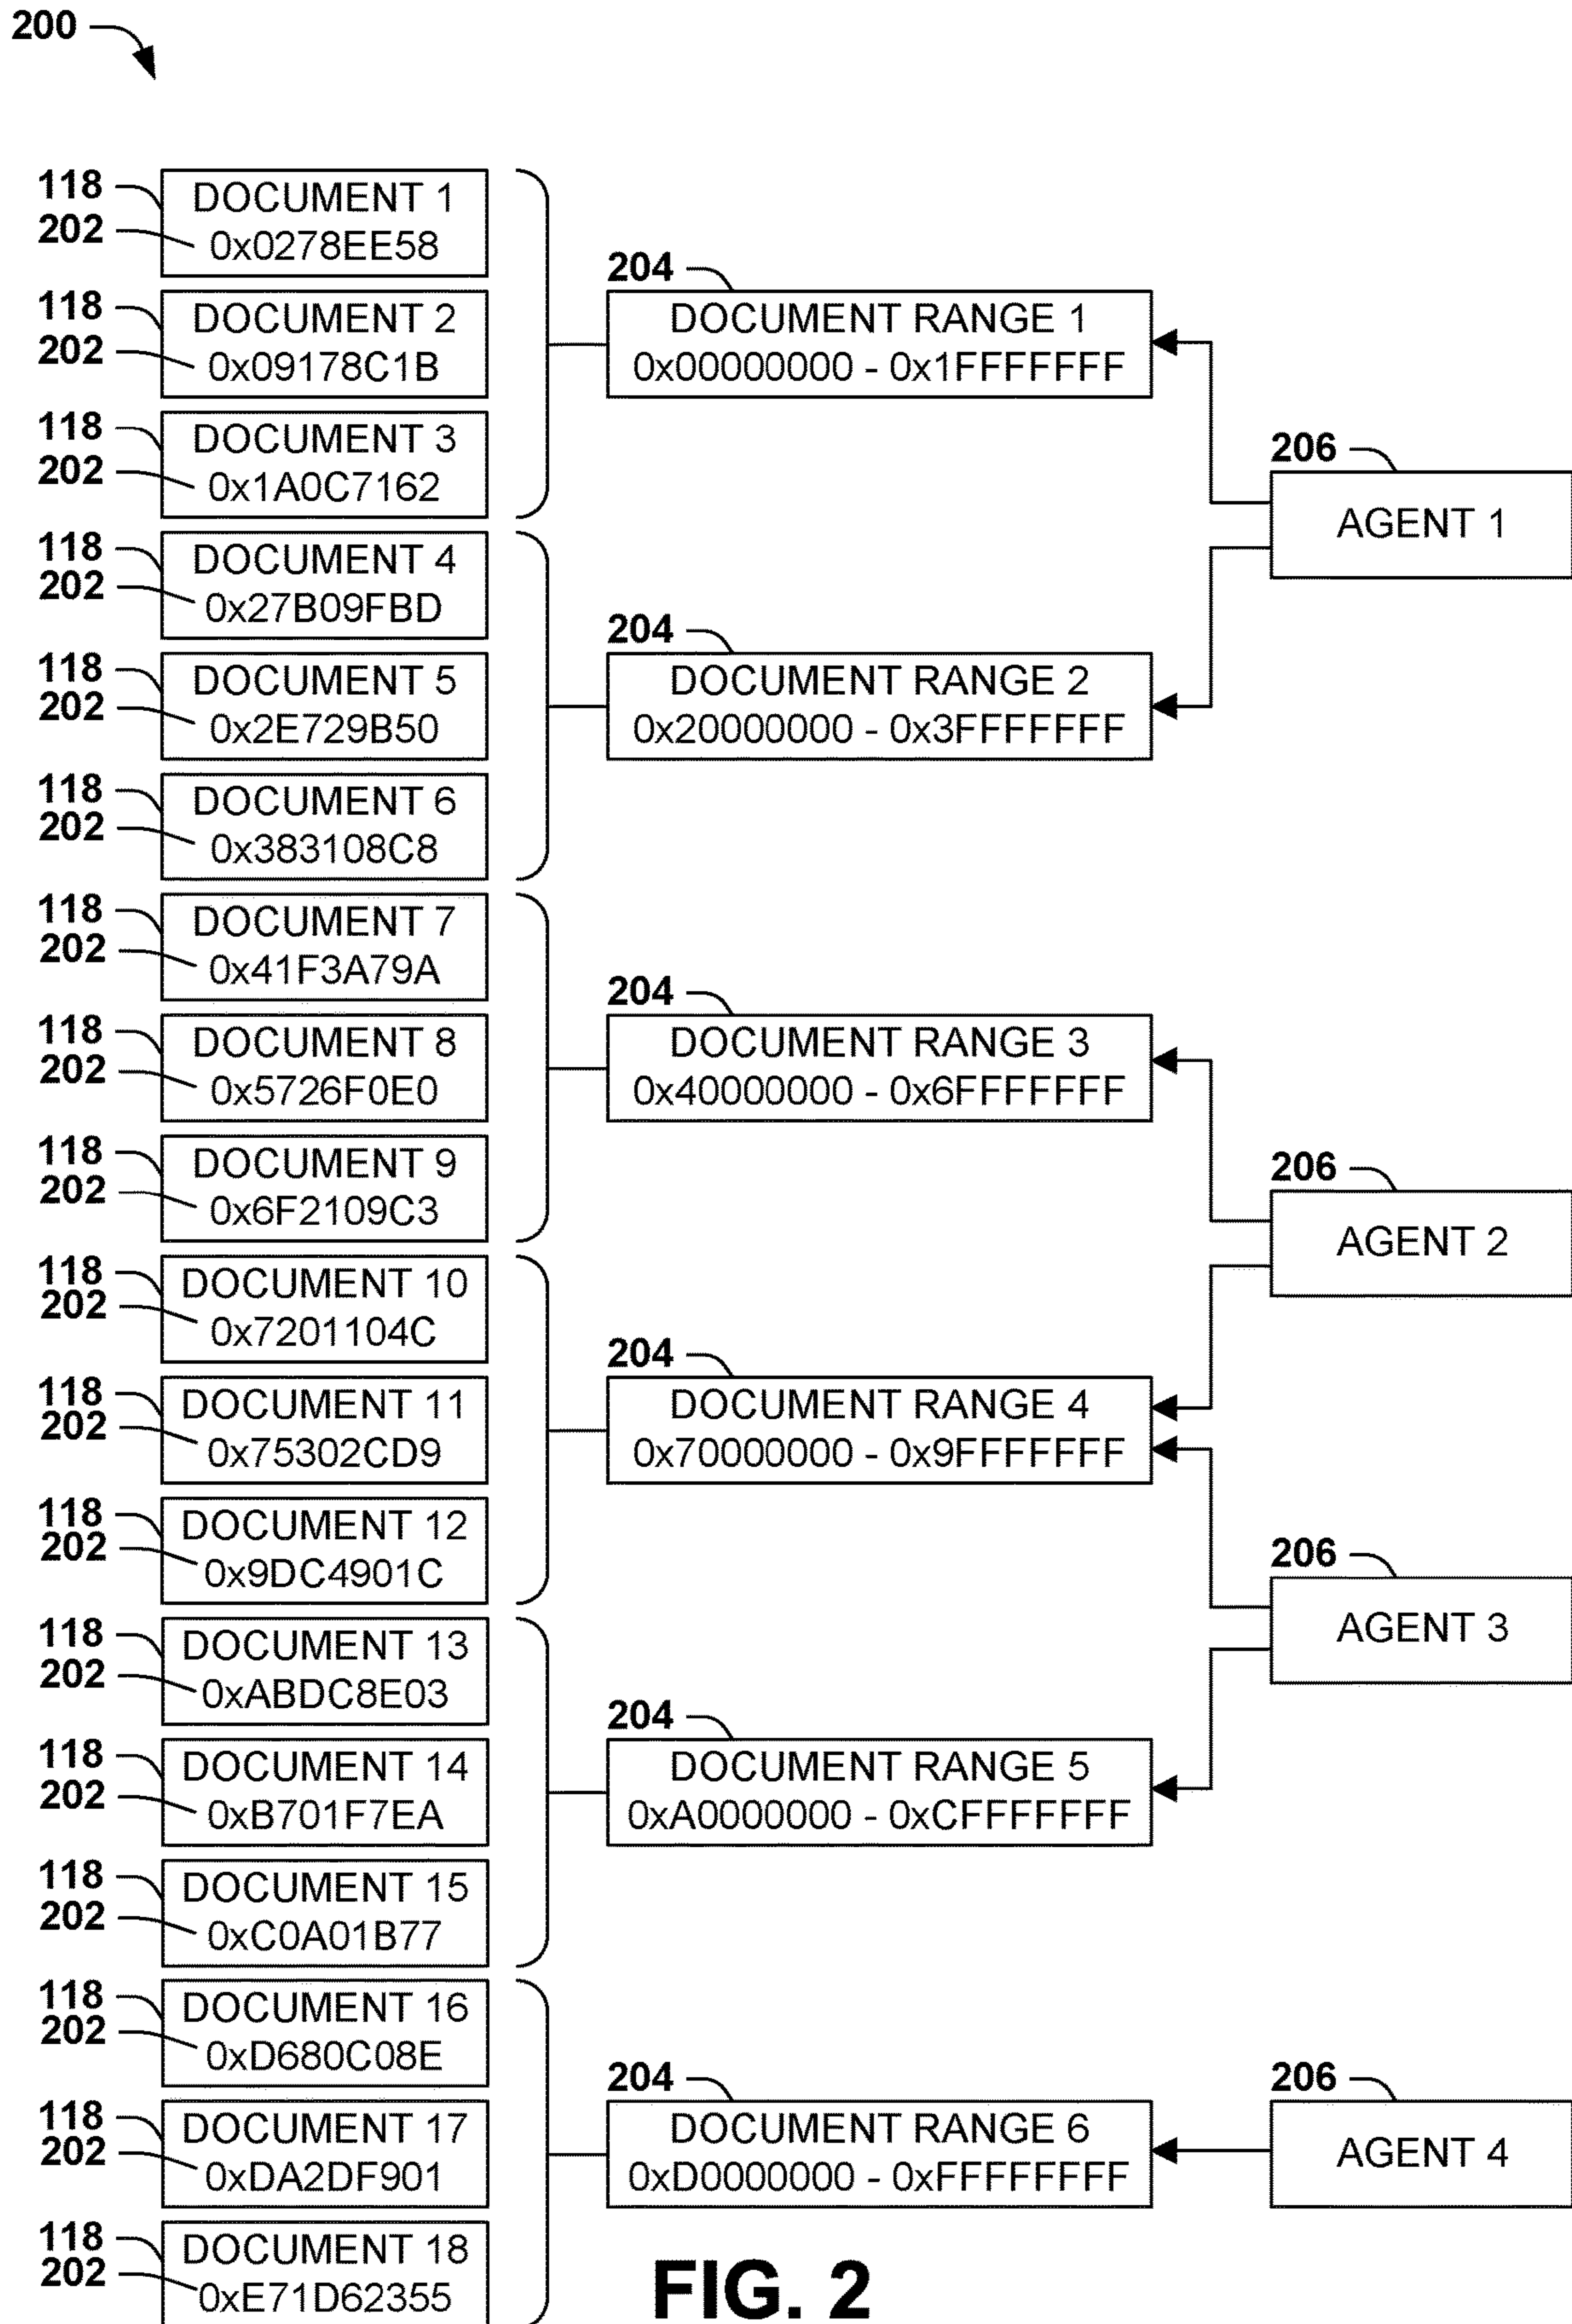 200
118
DOCUMENT 1
202
0x0278EE58
118
DOCUMENT 2
202
0x09178C1B
118
DOCUMENT 3
202
0x1A0C7162
204
DOCUMENT RANGE 1
0x00000000 - 0x1FFFFFFF
206
AGENT 1
118
DOCUMENT 4
202
0x27B09FBD
118
DOCUMENT 5
202
0x2E729B50
118
DOCUMENT 6
202
0x383108C8
204
DOCUMENT RANGE 2
0x20000000 - 0x3FFFFFFF
118
DOCUMENT 7
202
0x41F3A79A
118
DOCUMENT 8
202
0x5726F0E0
118
DOCUMENT 9
202
0x6F2109C3
204
DOCUMENT RANGE 3
0x40000000 - 0x6FFFFFFF
206
AGENT 2
118
DOCUMENT 10
202
0x7201104C
118
DOCUMENT 11
202
0x75302CD9
118
DOCUMENT 12
202
0x9DC4901C
204
DOCUMENT RANGE 4
0x70000000 - 0x9FFFFFFF
206
AGENT 3
118
DOCUMENT 13
202
0xABDC8E03
118
DOCUMENT 14
202
0xB701F7EA
118
DOCUMENT 15
202
0xC0A01B77
204
DOCUMENT RANGE 5
0xA0000000 - 0xCFFFFFFF
118
DOCUMENT 16
202
0xD680C08E
118
DOCUMENT 17
202
0xDA2DF901
118
DOCUMENT 18
202
0xE71D62355
204
DOCUMENT RANGE 6
0xD0000000 - 0xFFFFFFFF
206
AGENT 4
FIG. 2